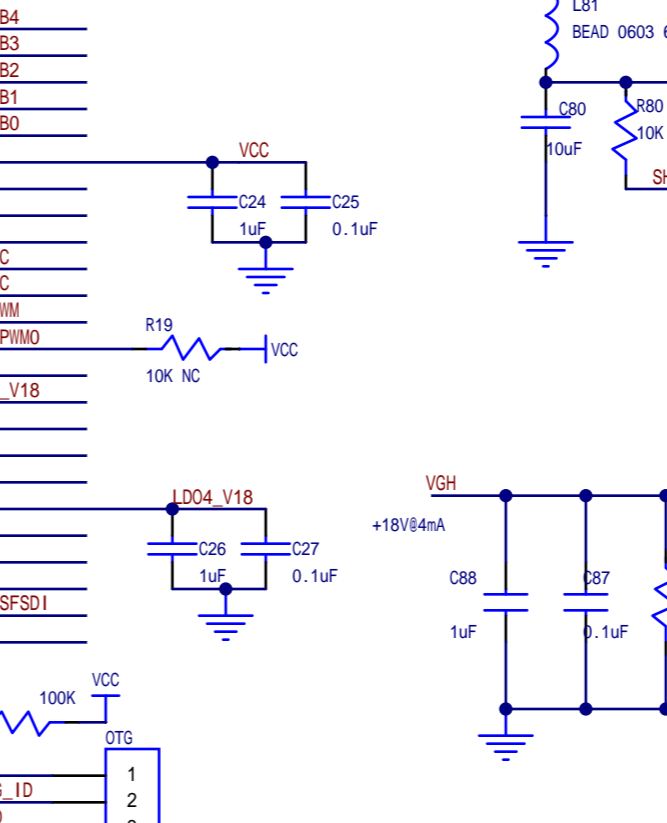 B4
B3
B2
B1
B0
L81
BEAD 0603
C80
10uF
R80
10K
VCC
C24
1uF
C25
0.1uF
C
C
WM
PWM0
R19
10K NC
VCC
_V18
LDO4_V18
C26
1uF
C27
0.1uF
VGH
+18V@4mA
C88
1uF
C87
0.1uF
SFSDI
100K
VCC
OTG
1
_ID
2